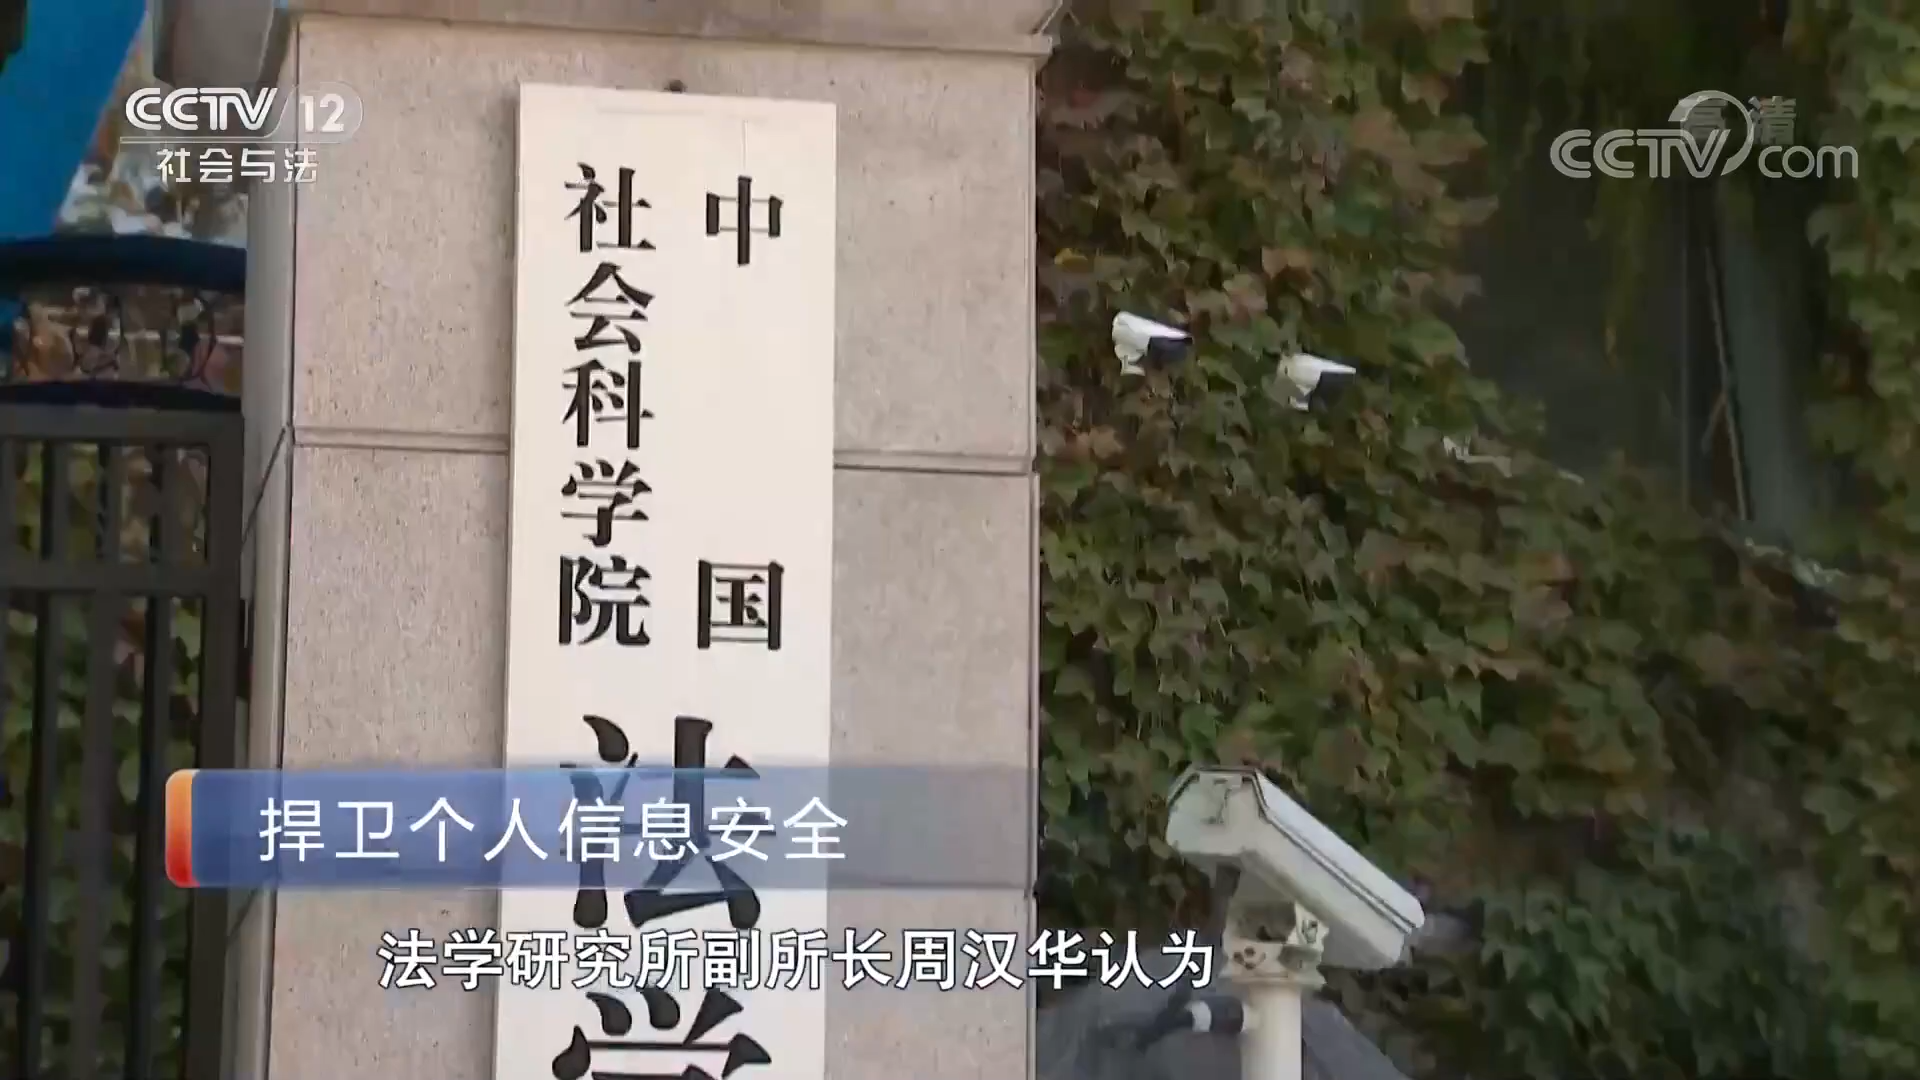 CCTV 12
社会与法
高清
CCTV com
中国
社会科学院
法学
捍卫个人信息安全
法学研究所副所长周汉华认为